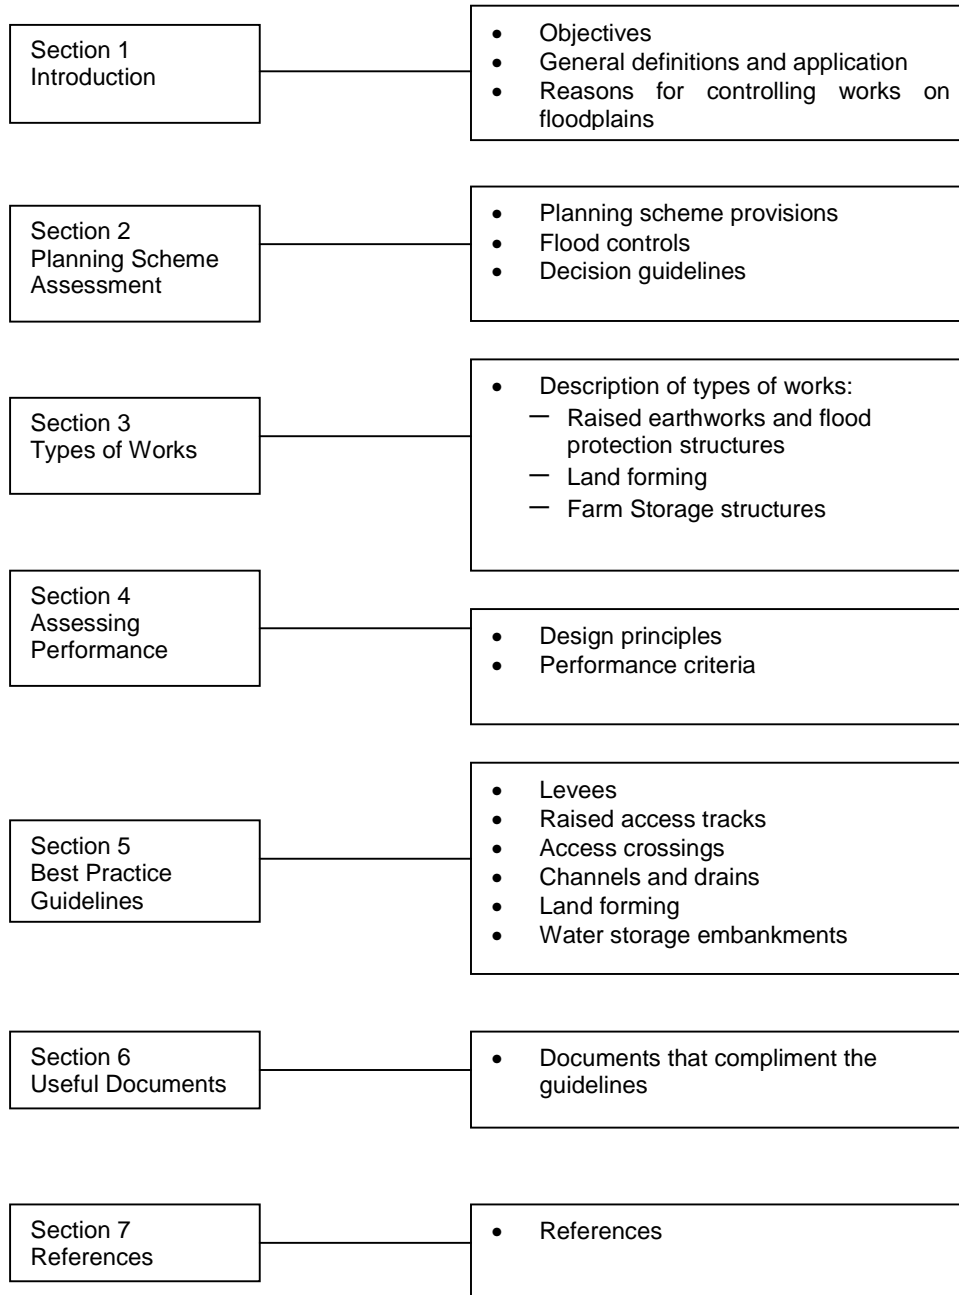 Section 1
Introduction
• Objectives
• General definitions and application
• Reasons for controlling works on
floodplains
Section 2
Planning Scheme
Assessment
• Planning scheme provisions
• Flood controls
• Decision guidelines
Section 3
Types of Works
• Description of types of works:
— Raised earthworks and flood
protection structures
— Land forming
— Farm Storage structures
Section 4
Assessing
Performance
• Design principles
• Performance criteria
Section 5
Best Practice
Guidelines
• Levees
• Raised access tracks
• Access crossings
• Channels and drains
• Land forming
• Water storage embankments
Section 6
Useful Documents
• Documents that compliment the
guidelines
Section 7
References
• References